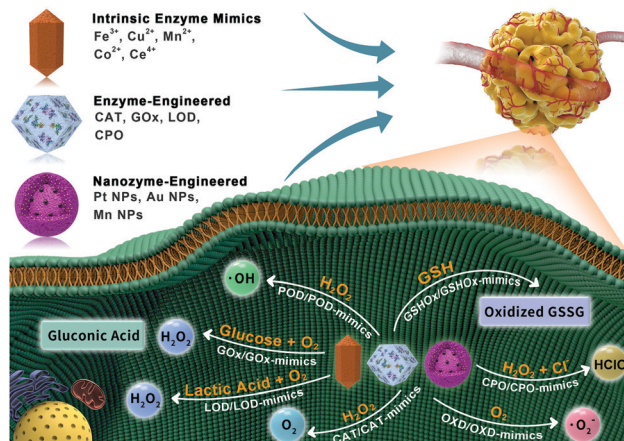 Intrinsic Enzyme Mimics
Fe³⁺, Cu²⁺, Mn²⁺,
Co²⁺, Ce⁴⁺
Enzyme-Engineered
CAT, GOx, LOD,
CPO
Nanozyme-Engineered
Pt NPs, Au NPs,
Mn NPs
·OH
H₂O₂
POD/POD-mimics
GSH
GSHOx/GSHOx-mimics
Oxidized GSSG
Gluconic Acid
H₂O₂
Glucose + O₂
GOx/GOx-mimics
H₂O₂ + Cl⁻
CPO/CPO-mimics
HClO
H₂O₂
Lactic Acid + O₂
LOD/LOD-mimics
O₂
H₂O₂
CAT/CAT-mimics
O₂
OXD/OXD-mimics
·O₂⁻